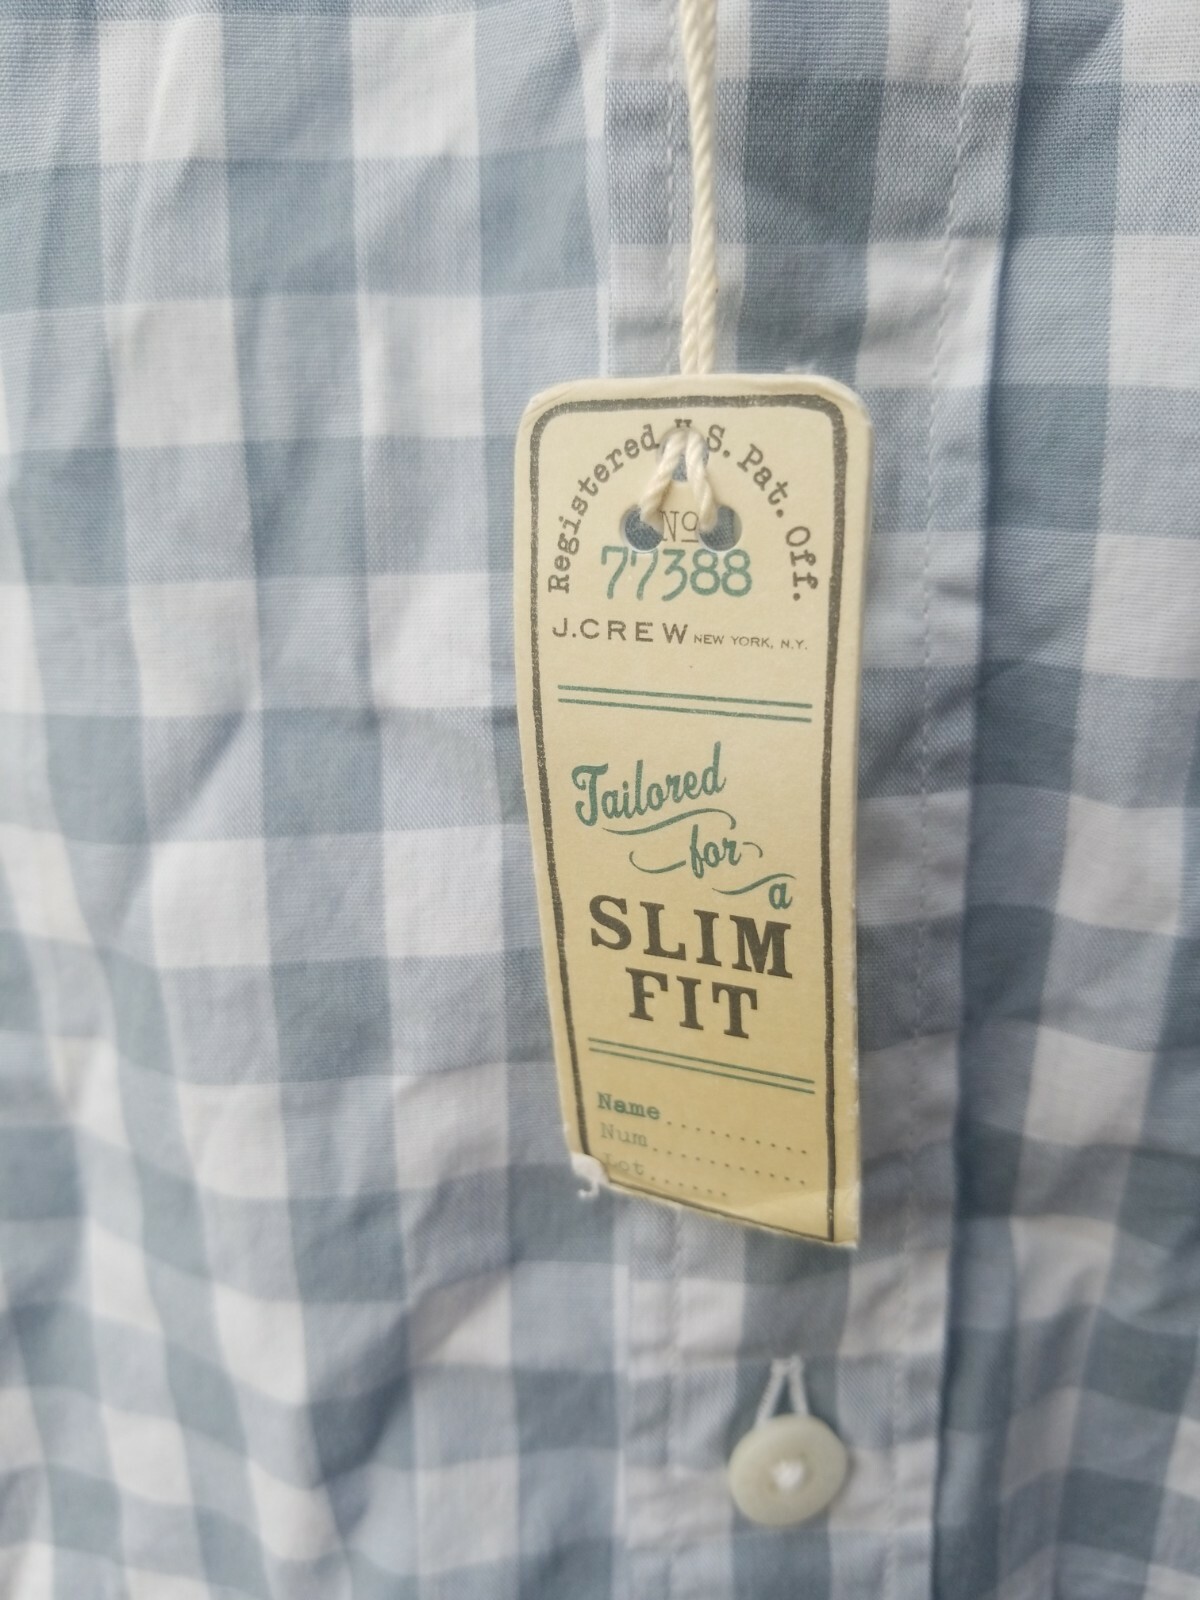 Registered U.S. Pat. Off.
No
77388
J.CREW NEW YORK, N.Y.
Tailored
for
a
SLIM
FIT
Name..........
Num...........
Lot......